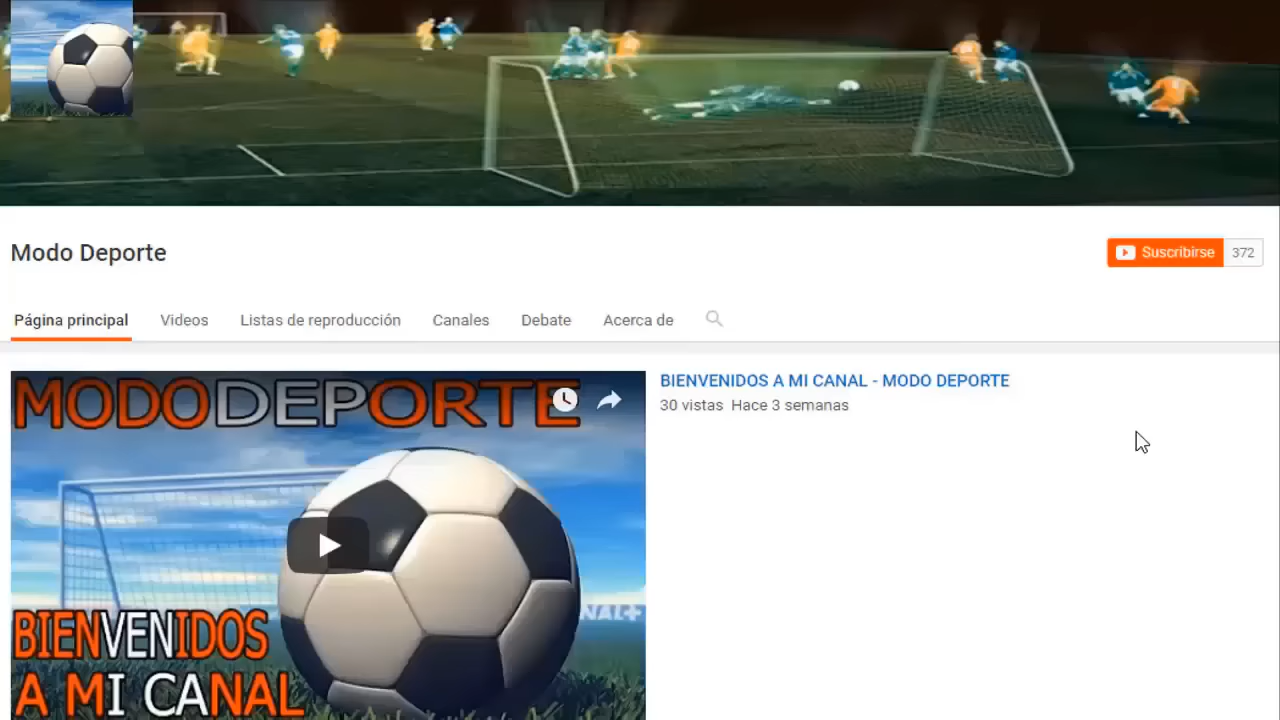 Modo Deporte
Suscribirse 372
Página principal Videos Listas de reproducción Canales Debate Acerca de
MODODEPORTE
BIENVENIDOS A MI CANAL - MODO DEPORTE
30 vistas Hace 3 semanas
NAL+
BIENVENIDOS
A MI CANAL